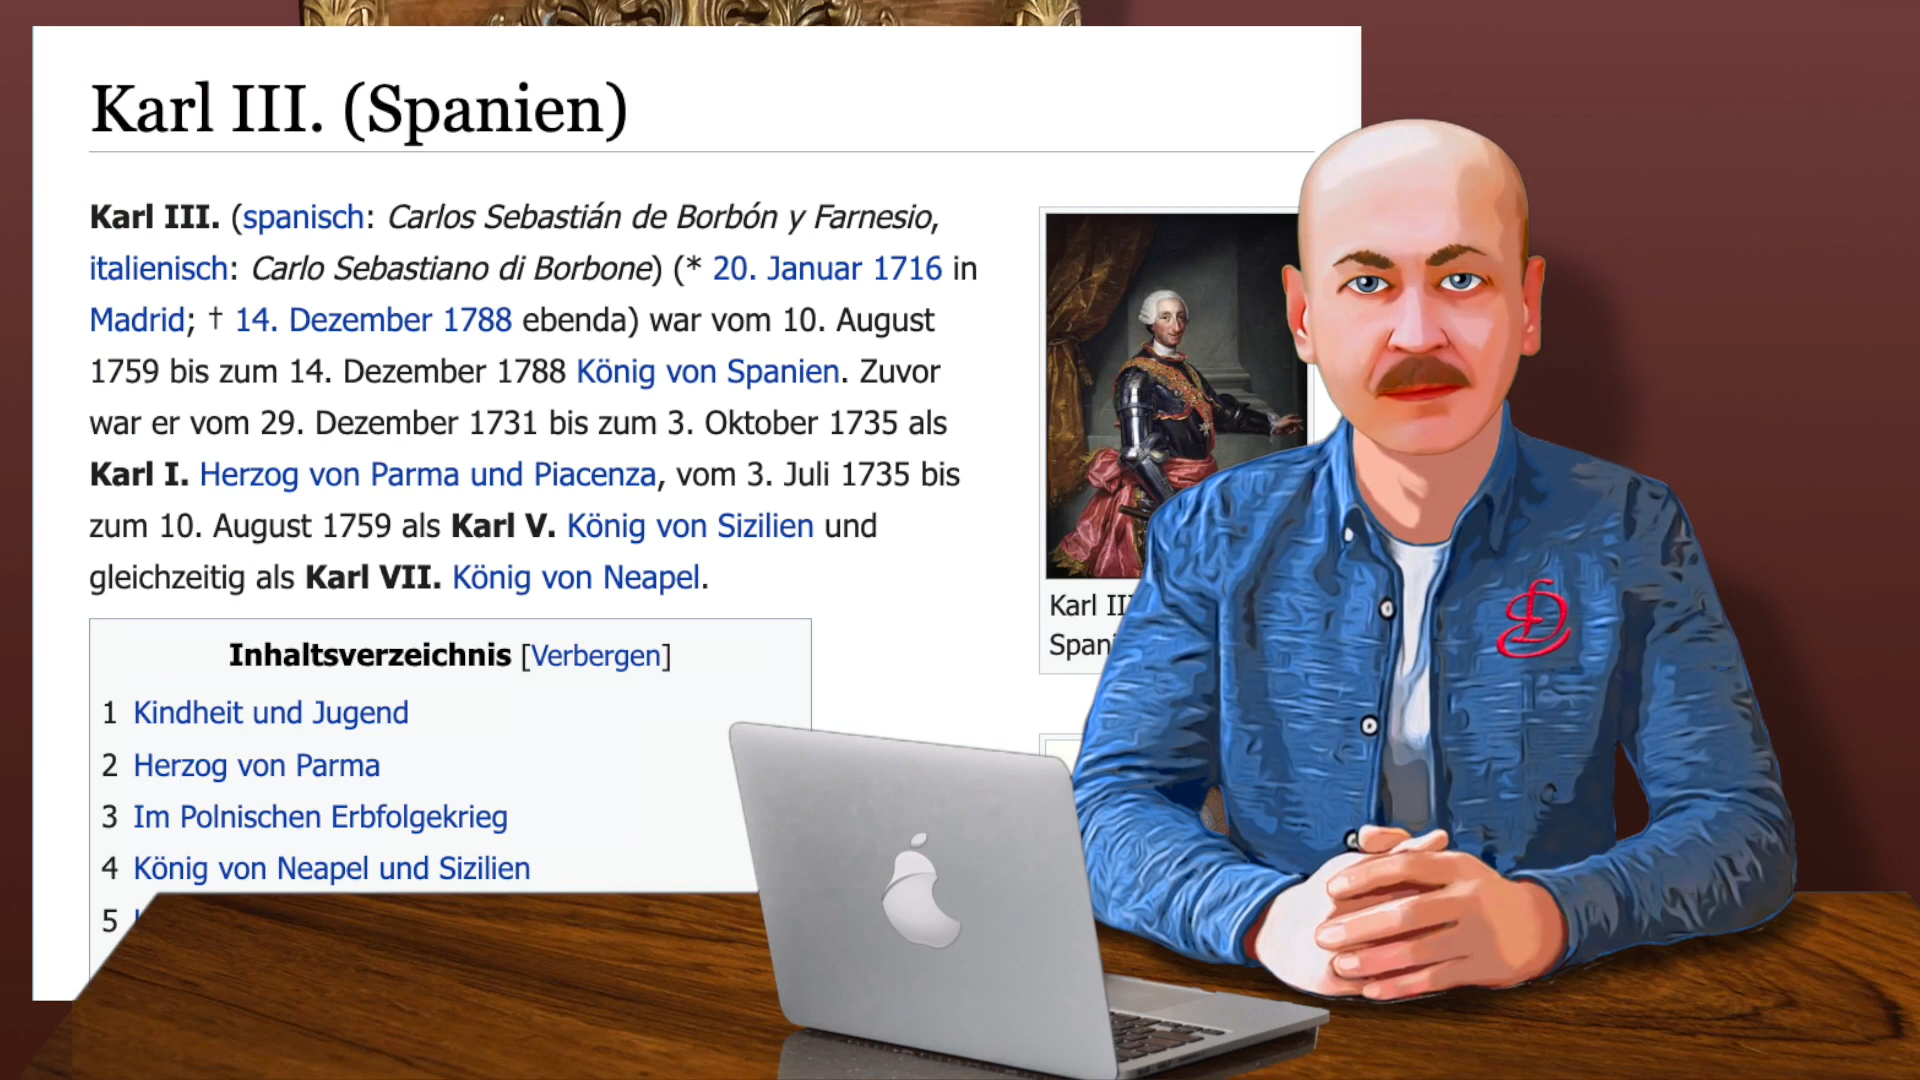 Karl III. (Spanien)
Karl III. (spanisch: Carlos Sebastián de Borbón y Farnesio,
italienisch: Carlo Sebastiano di Borbone) (* 20. Januar 1716 in
Madrid; † 14. Dezember 1788 ebenda) war vom 10. August
1759 bis zum 14. Dezember 1788 König von Spanien. Zuvor
war er vom 29. Dezember 1731 bis zum 3. Oktober 1735 als
Karl I. Herzog von Parma und Piacenza, vom 3. Juli 1735 bis
zum 10. August 1759 als Karl V. König von Sizilien und
gleichzeitig als Karl VII. König von Neapel.
Karl
Inhaltsverzeichnis [Verbergen]
1 Kindheit und Jugend
2 Herzog von Parma
3 Im Polnischen Erbfolgekrieg
4 König von Neapel und Sizilien
5